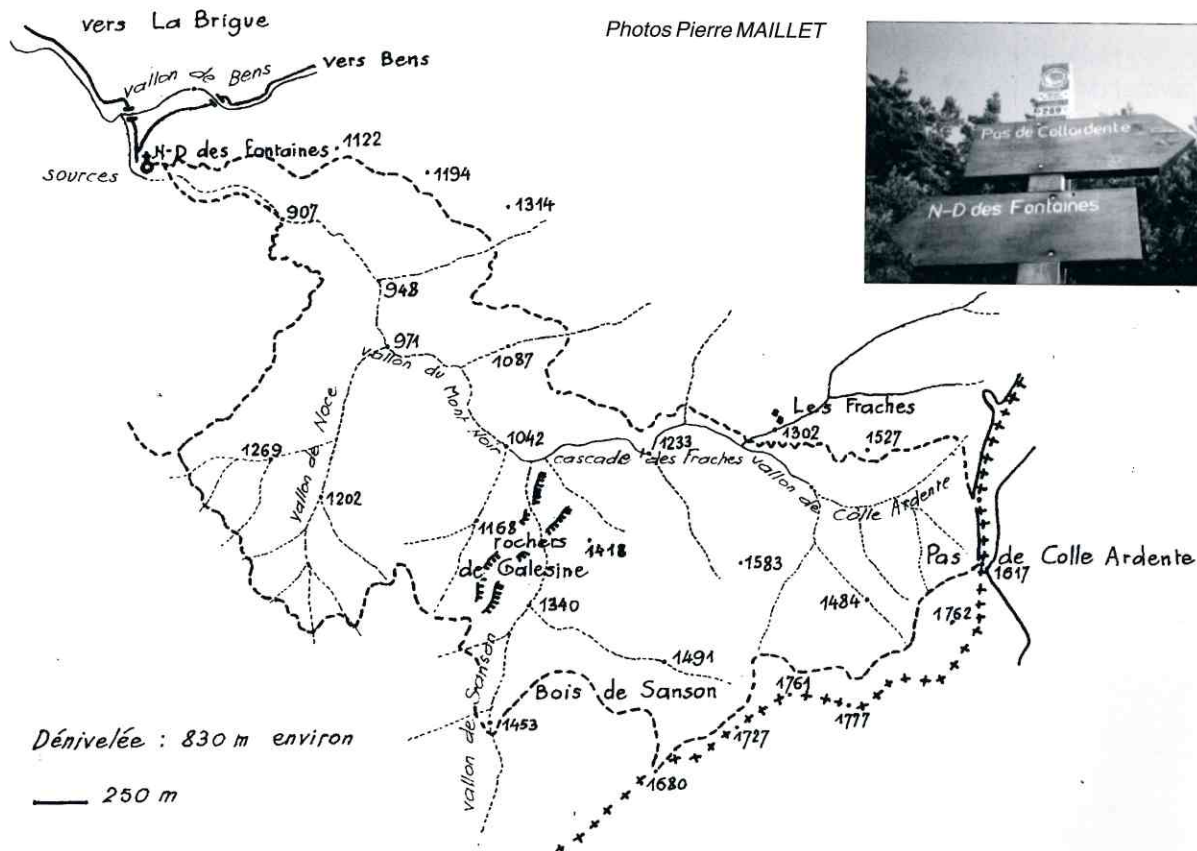 vers La Brigue
Photos Pierre MAILLET
vallon de Bens
vers Bens
289
Pas de Collardente
N-D des Fontaines
N-D des Fontaines
1122
sources
1194
907
1314
948
971
vallon du Mont Noir
1087
Les Fraches
1302
1527
1042
1233
cascade des Fraches
vallon de Colle Ardente
1269
vallon de Noce
1202
1168
rochers de Galesine
1418
1583
1484
Pas de Colle Ardente
1617
1762
1340
vallon de Sanson
1491
Bois de Sanson
1761
1777
1453
1727
1680
Dénivelée : 830 m environ
250 m